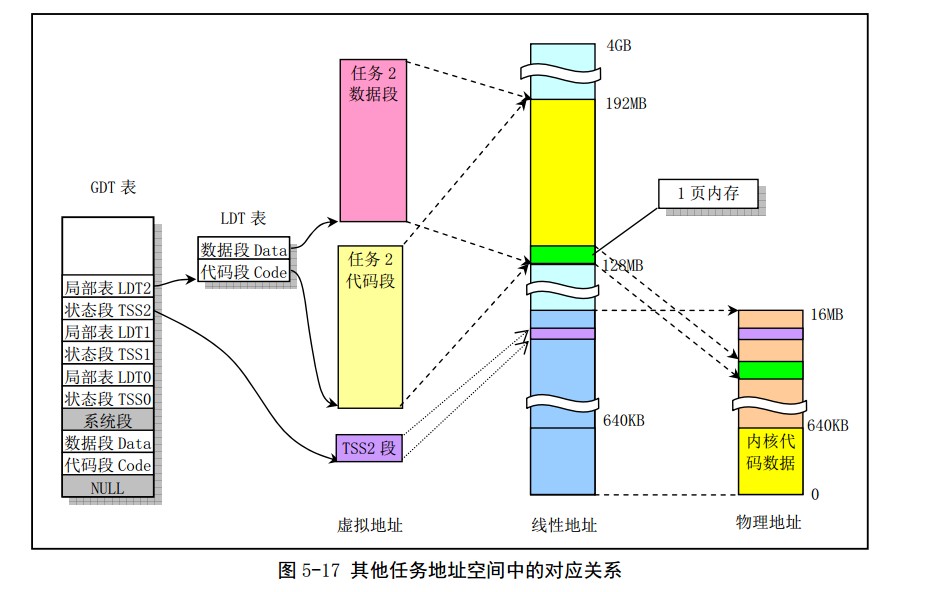 GDT 表
局部表 LDT2
状态段 TSS2
局部表 LDT1
状态段 TSS1
局部表 LDT0
状态段 TSS0
系统段
数据段 Data
代码段 Code
NULL
LDT 表
数据段 Data
代码段 Code
任务 2
数据段
任务 2
代码段
TSS2 段
虚拟地址
4GB
192MB
128MB
640KB
线性地址
1 页内存
16MB
640KB
内核代
码数据
0
物理地址
图 5-17 其他任务地址空间中的对应关系